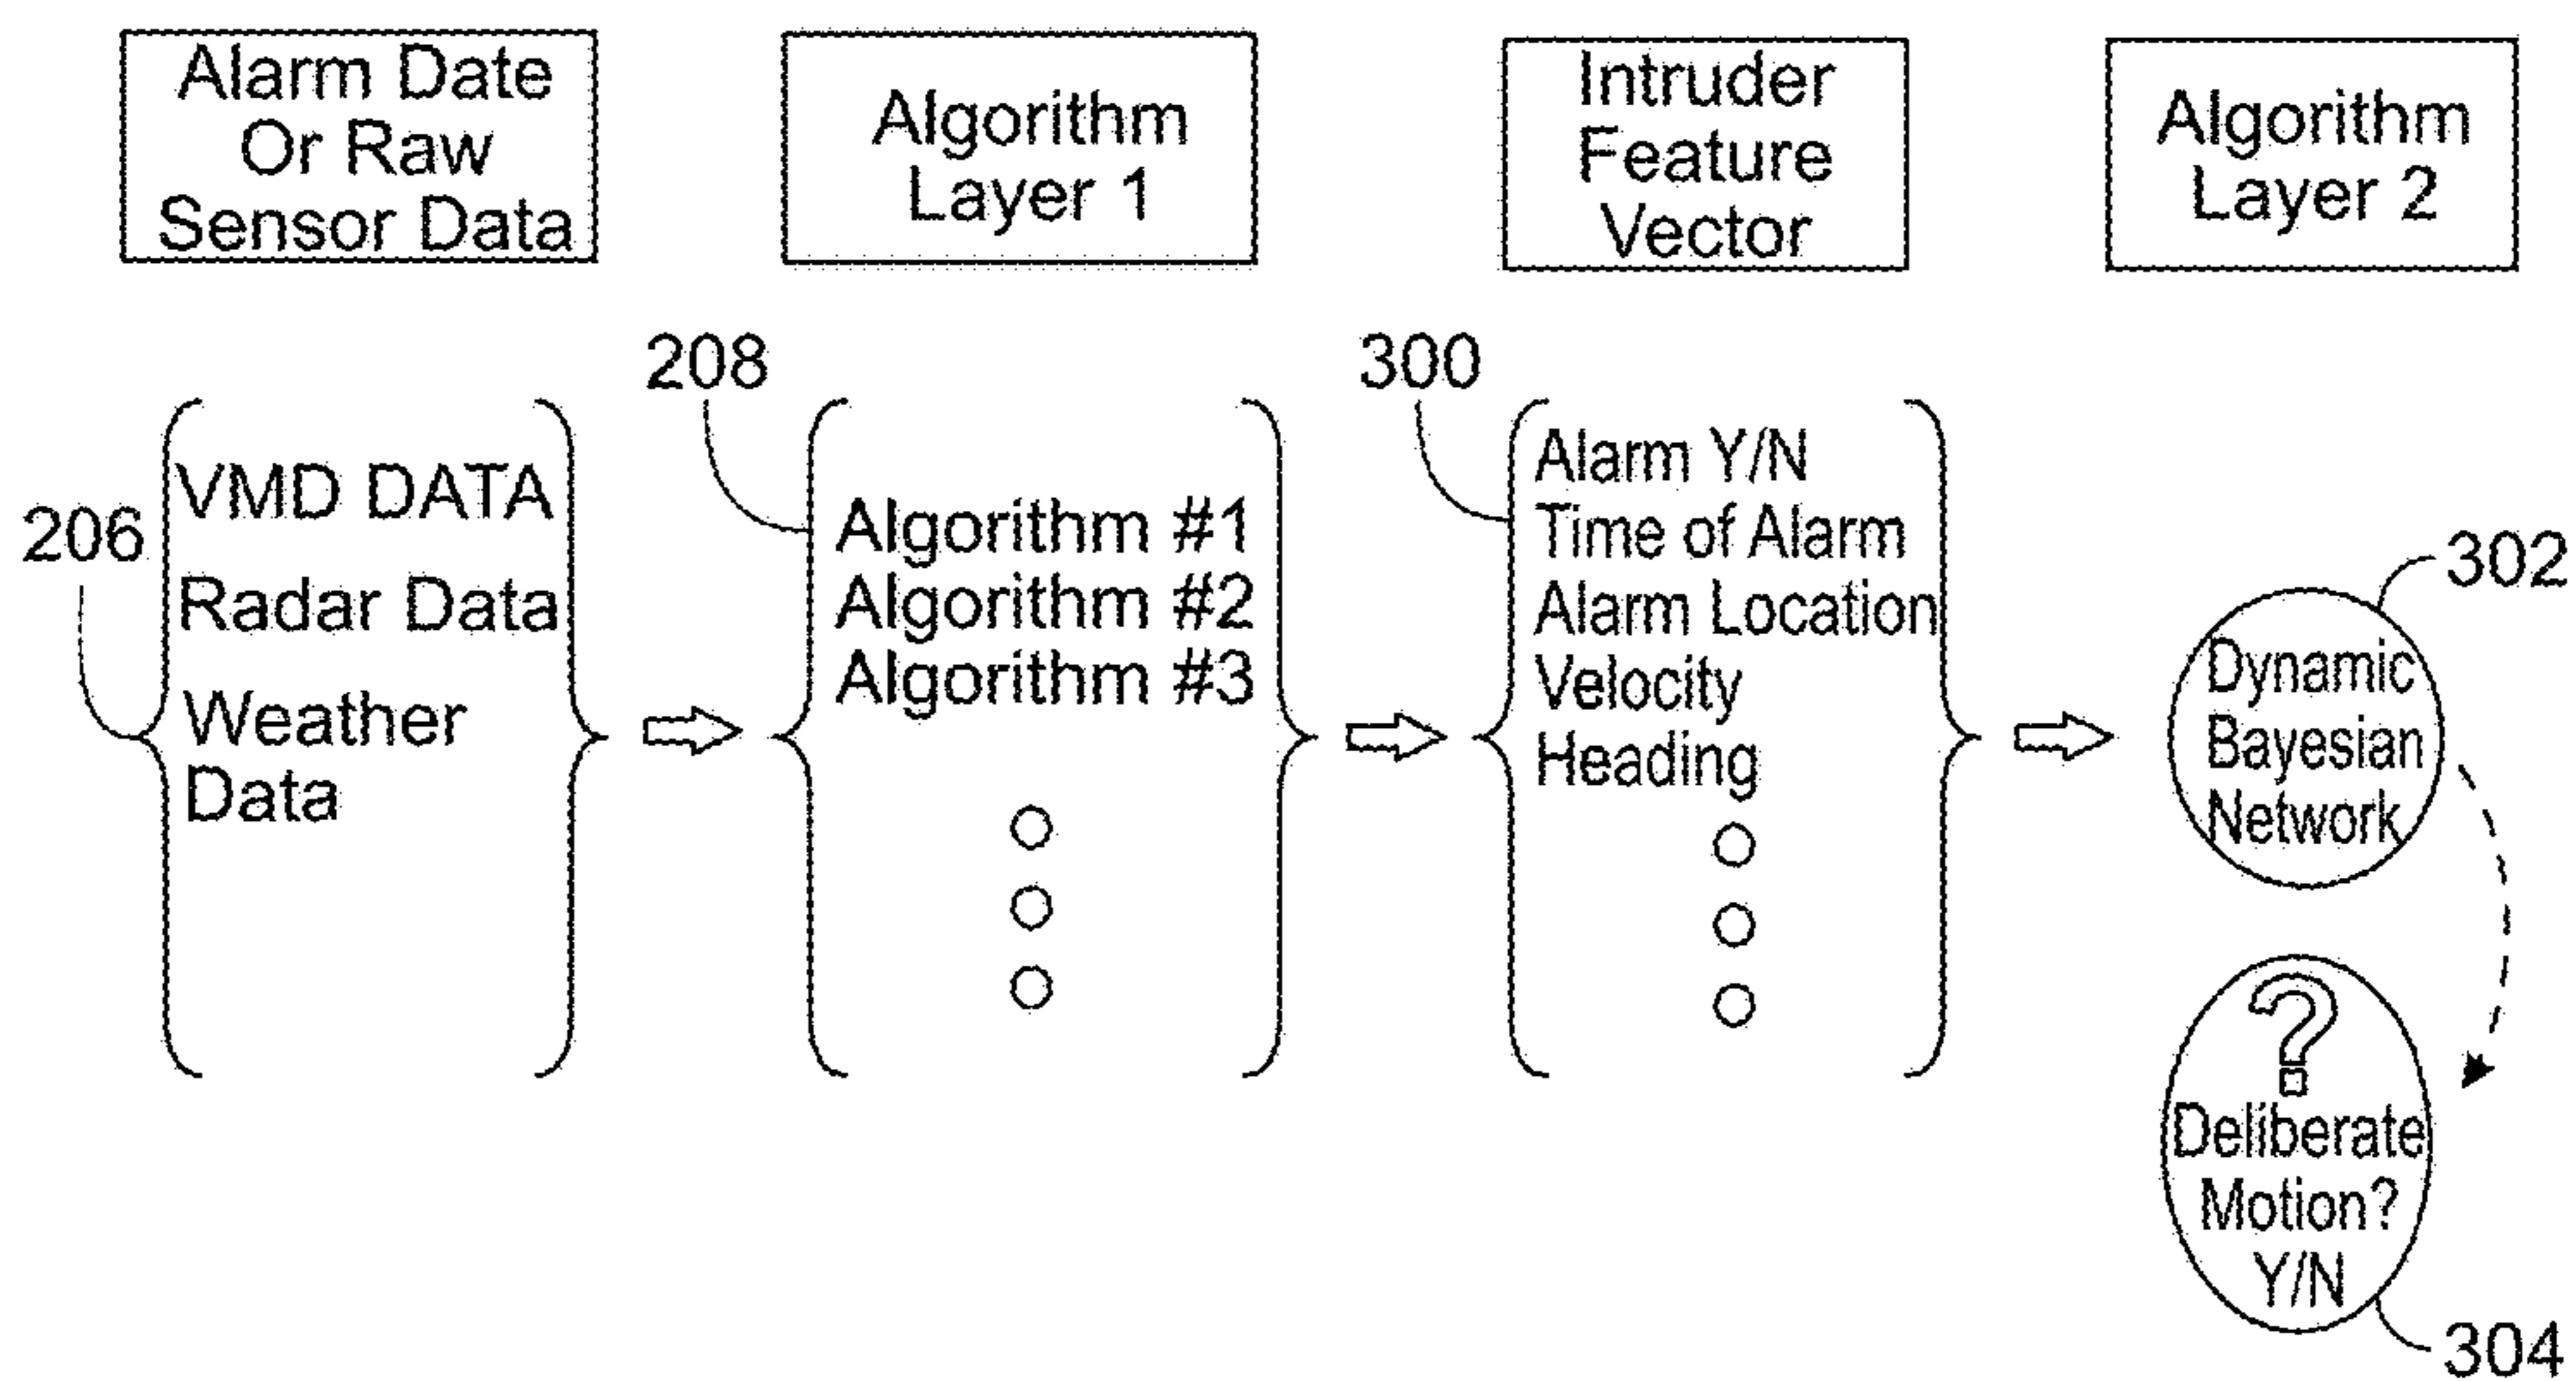 Alarm Date
Or Raw
Sensor Data
Algorithm
Layer 1
Intruder
Feature
Vector
Algorithm
Layer 2
206
VMD DATA
Radar Data
Weather
Data
208
Algorithm #1
Algorithm #2
Algorithm #3
300
Alarm Y/N
Time of Alarm
Alarm Location
Velocity
Heading
302
Dynamic
Bayesian
Network
?
Deliberate
Motion?
Y/N
304